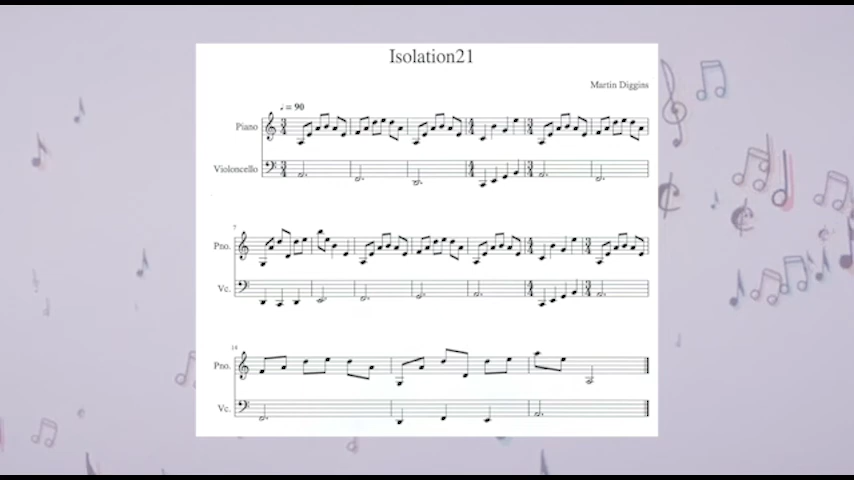 Isolation21
Martin Diggins
♩ = 90
Piano
Violoncello
7
Pno.
Vc.
14
Pno.
Vc.